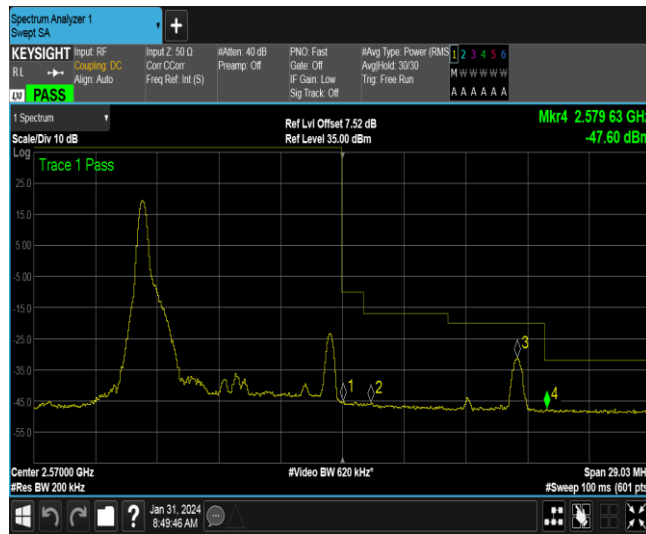 Spectrum Analyzer 1
Swept SA
+
KEYSIGHT Input: RF Input Z: 50 Ω #Atten: 40 dB PNO: Fast #Avg Type: Power (RMS 1 2 3 4 5 6
RL Coupling: DC Corr CCorr Preamp: Off Gate: Off Avg|Hold: 30/30 M W W W W W
Align: Auto Freq Ref: Int (S) IF Gain: Low Trig: Free Run
LXI PASS Sig Track: Off A A A A A A
1 Spectrum Ref Lvl Offset 7.52 dB Mkr4 2.579 63 GHz
Scale/Div 10 dB Ref Level 35.00 dBm -47.60 dBm
Log Trace 1 Pass
25.0
15.0
5.00
-5.00
-15.0
-25.0
3
-35.0
1 2 4
-45.0
-55.0
Center 2.57000 GHz #Video BW 620 kHz* Span 29.03 MH
#Res BW 200 kHz #Sweep 100 ms (601 pts
? Jan 31, 2024
8:49:46 AM